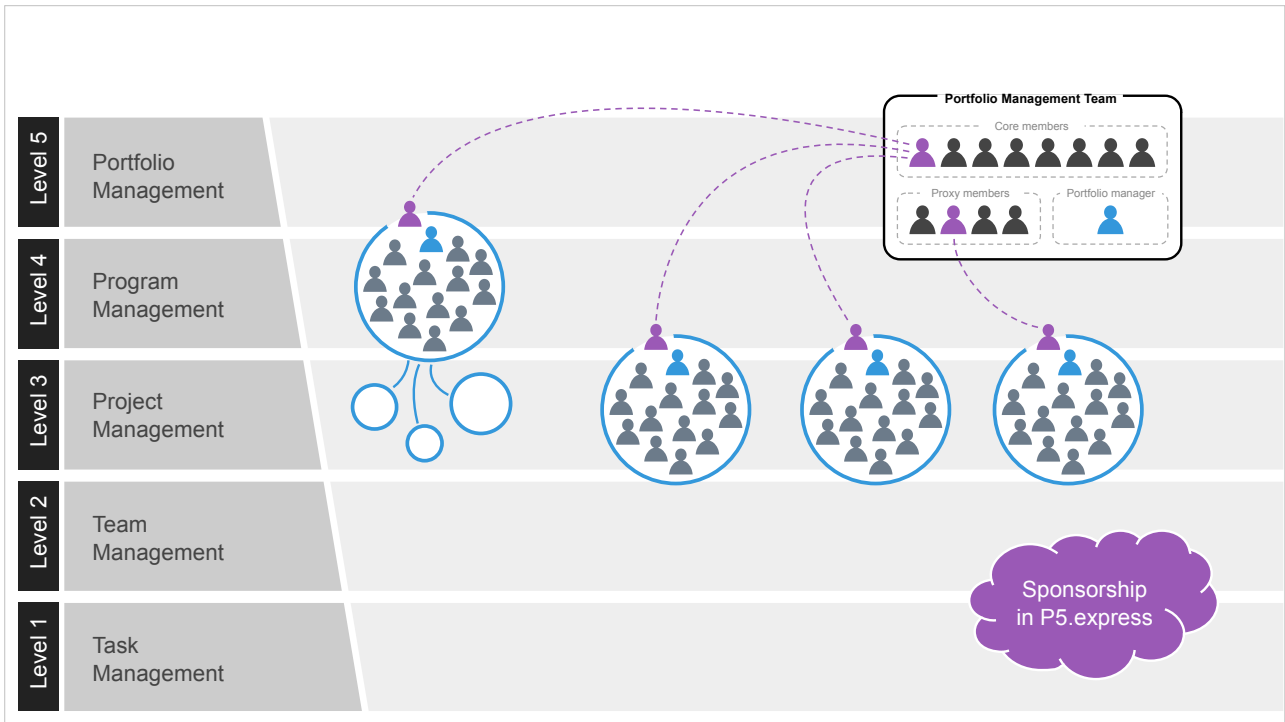 Portfolio Management Team
Core members
Proxy members
Portfolio manager
Level 5
Portfolio
Management
Level 4
Program
Management
Level 3
Project
Management
Level 2
Team
Management
Level 1
Task
Management
Sponsorship
in P5.express